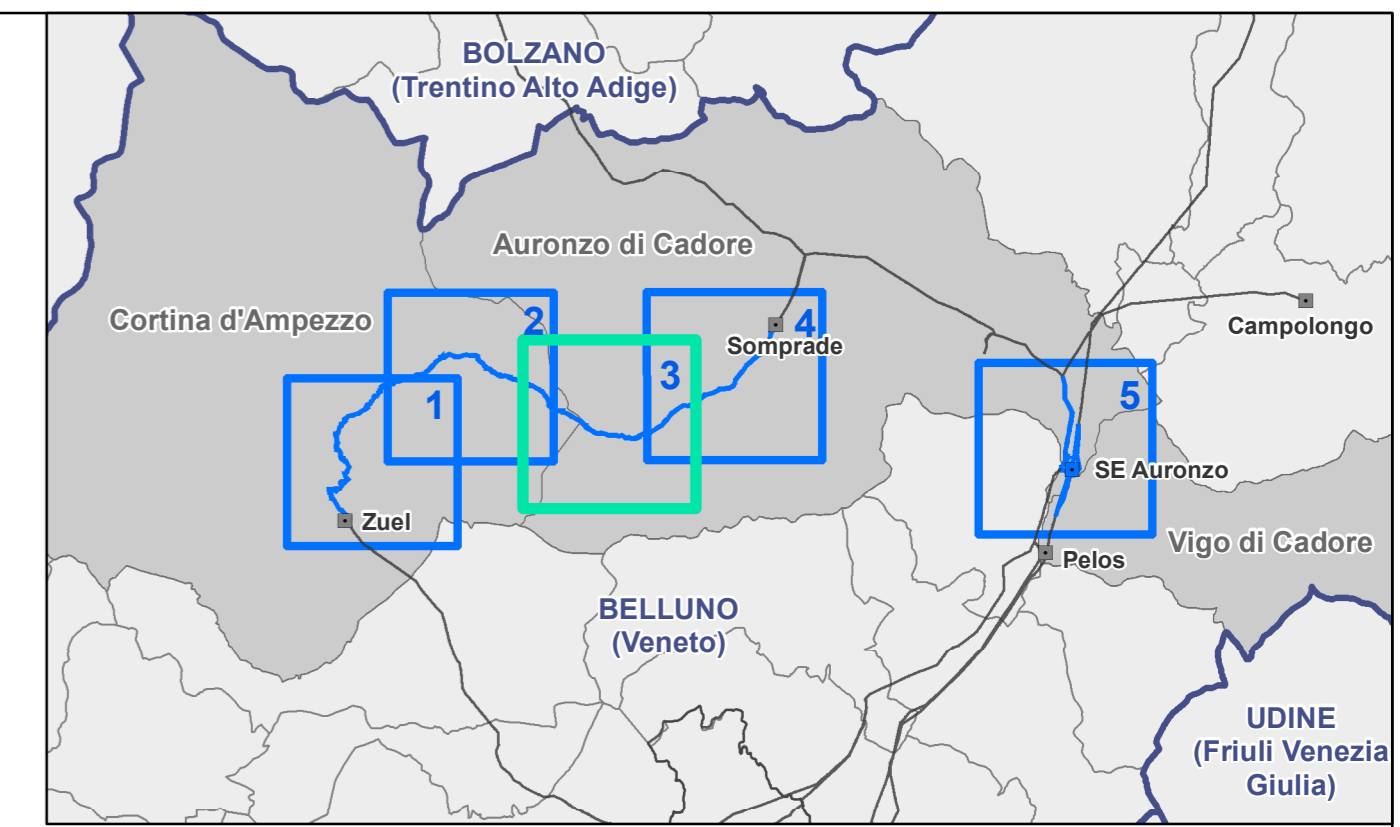 BOLZANO
(Trentino Alto Adige)
Auronzo di Cadore
Cortina d'Ampezzo
2
4
Campolongo
Somprade
3
1
5
SE Auronzo
Zuel
Vigo di Cadore
Pelos
BELLUNO
(Veneto)
UDINE
(Friuli Venezia
Giulia)